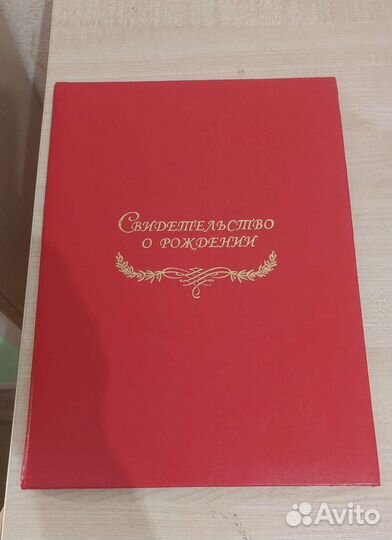 Свидетельство
о рождении
Avito